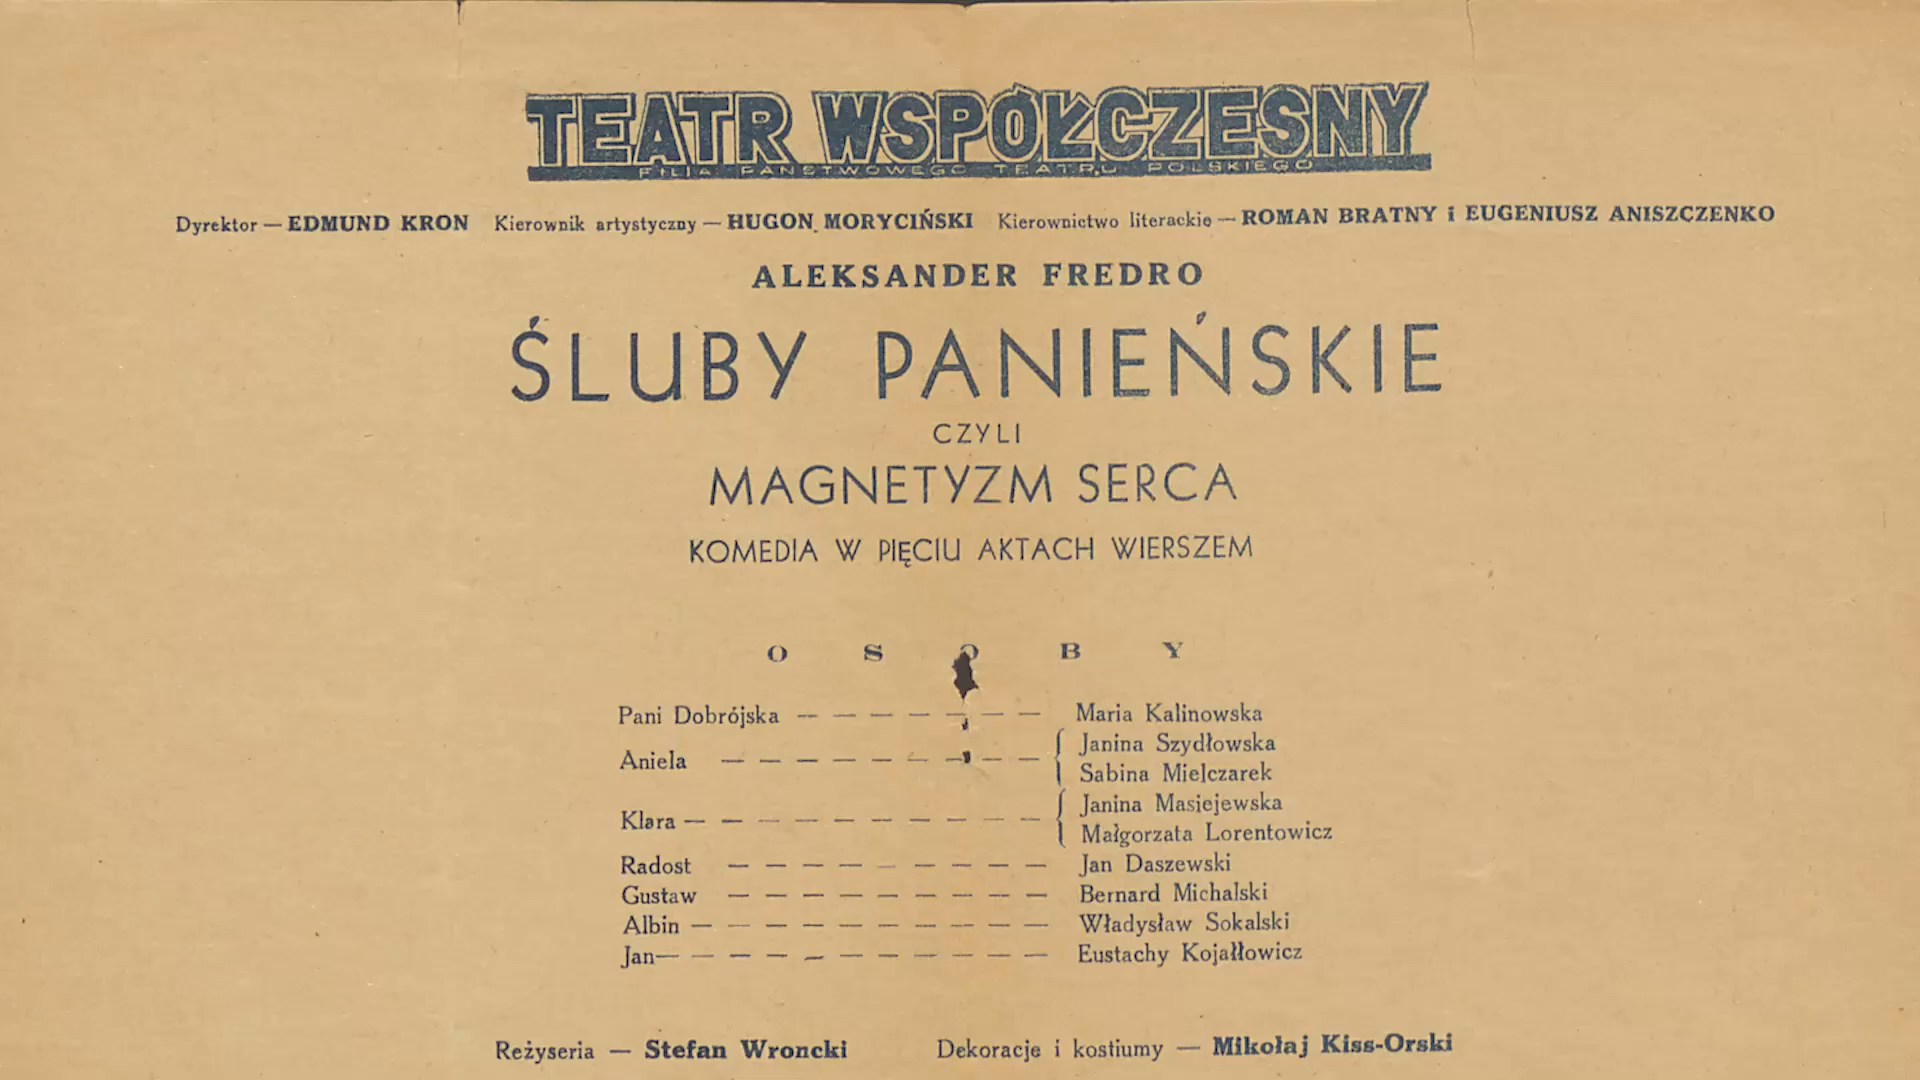 TEATR WSPÓŁCZESNY
FILIA PAŃSTWOWEGO TEATRU POLSKIEGO
Dyrektor — EDMUND KRON Kierownik artystyczny — HUGON MORYCIŃSKI Kierownictwo literackie — ROMAN BRATNY i EUGENIUSZ ANISZCZENKO
ALEKSANDER FREDRO
ŚLUBY PANIEŃSKIE
CZYLI
MAGNETYZM SERCA
KOMEDIA W PIĘCIU AKTACH WIERSZEM
O S O B Y
Pani Dobrójska — — — — — — — Maria Kalinowska
Aniela — — — — — — — — — { Janina Szydłowska
Sabina Mielczarek
Klara — — — — — — — — — — { Janina Masiejewska
Małgorzata Lorentowicz
Radost — — — — — — — — — Jan Daszewski
Gustaw — — — — — — — — — Bernard Michalski
Albin — — — — — — — — — — Władysław Sokalski
Jan — — — — — — — — — — — Eustachy Kojałłowicz
Reżyseria — Stefan Wroncki Dekoracje i kostiumy — Mikołaj Kiss-Orski